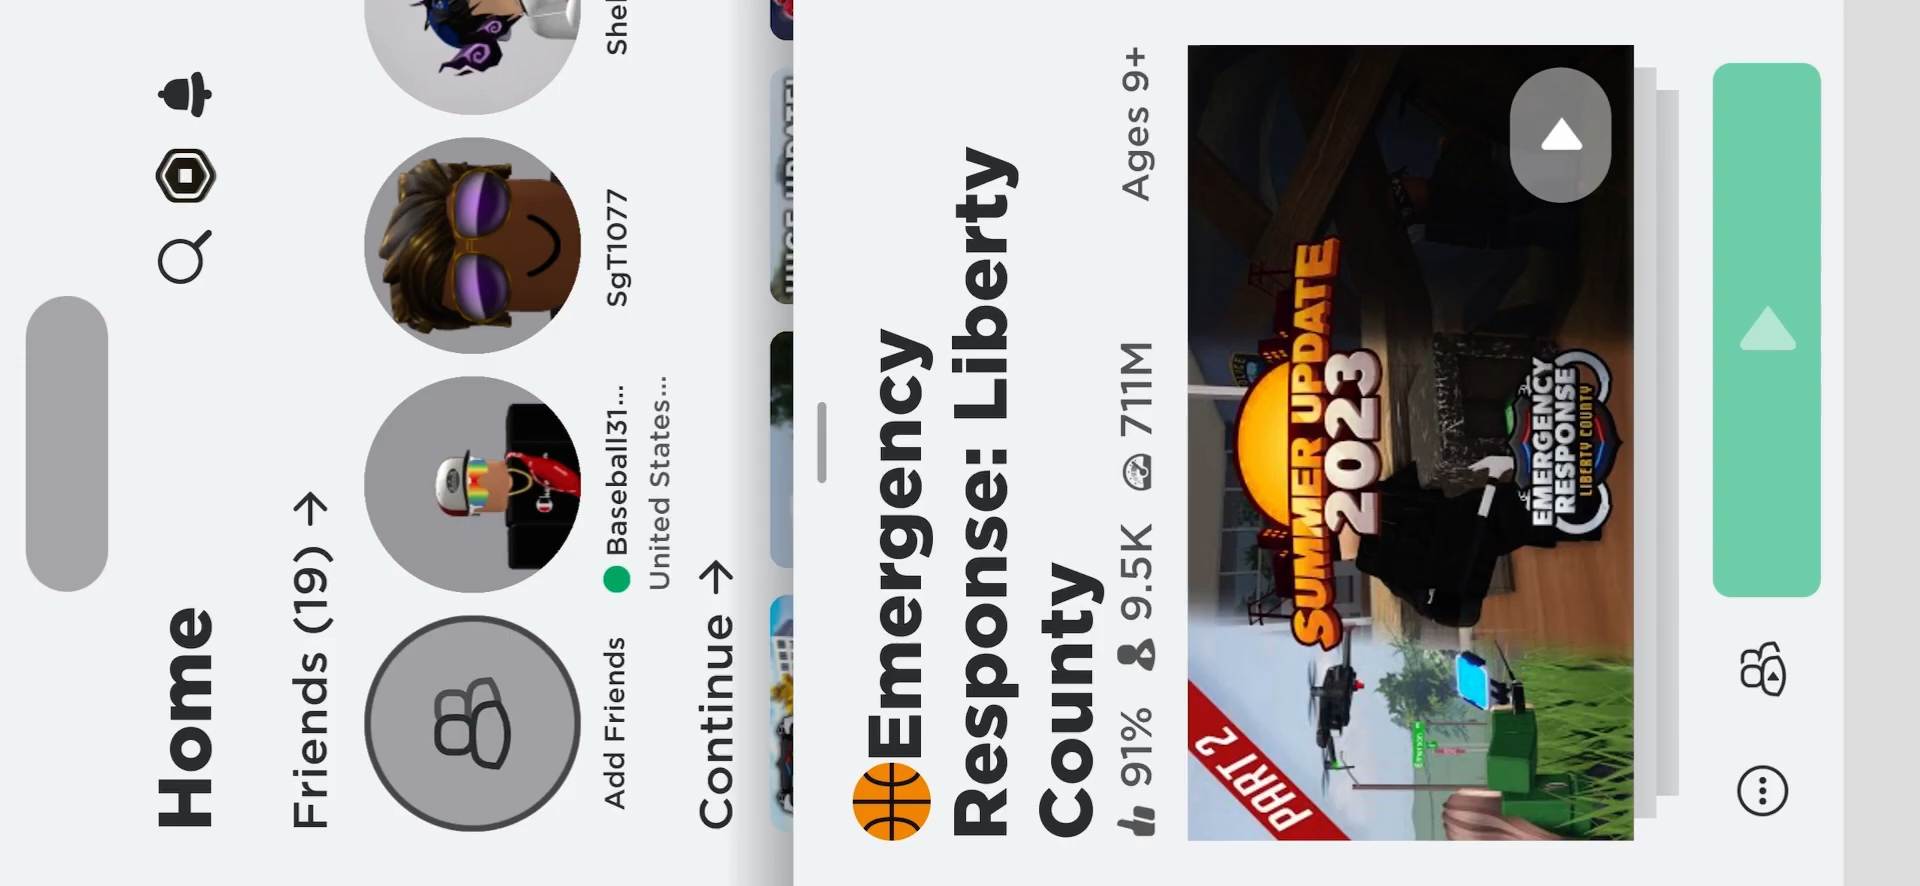 Home
Friends (19) →
Add Friends
Baseball31...
United States...
SgT1077
Shel
Continue →
Emergency
Response: Liberty
County
91% 9.5K 711M Ages 9+
PART 2
SUMMER UPDATE
2023
EMERGENCY
RESPONSE
LIBERTY COUNTY